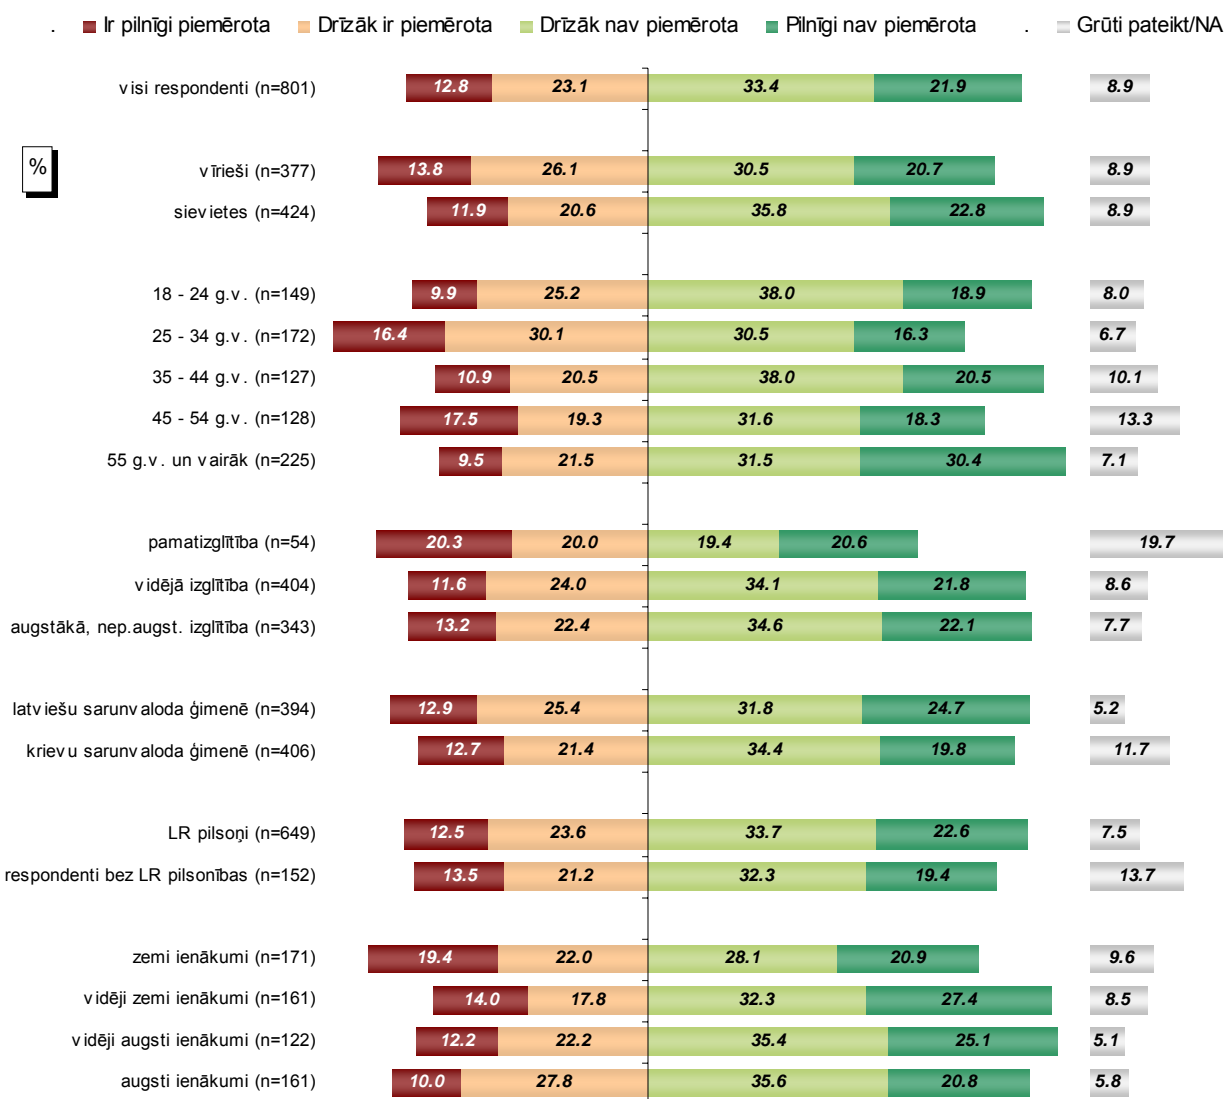 . Ir pilnīgi piemērota Drīzāk ir piemērota Drīzāk nav piemērota Pilnīgi nav piemērota . Grūti pateikt/NA
visi respondenti (n=801) 12.8 23.1 33.4 21.9 8.9
%
vīrieši (n=377) 13.8 26.1 30.5 20.7 8.9
sievietes (n=424) 11.9 20.6 35.8 22.8 8.9
18 - 24 g.v. (n=149) 9.9 25.2 38.0 18.9 8.0
25 - 34 g.v. (n=172) 16.4 30.1 30.5 16.3 6.7
35 - 44 g.v. (n=127) 10.9 20.5 38.0 20.5 10.1
45 - 54 g.v. (n=128) 17.5 19.3 31.6 18.3 13.3
55 g.v. un vairāk (n=225) 9.5 21.5 31.5 30.4 7.1
pamatizglītība (n=54) 20.3 20.0 19.4 20.6 19.7
vidējā izglītība (n=404) 11.6 24.0 34.1 21.8 8.6
augstākā, nep.augst. izglītība (n=343) 13.2 22.4 34.6 22.1 7.7
latviešu sarunvaloda ģimenē (n=394) 12.9 25.4 31.8 24.7 5.2
krievu sarunvaloda ģimenē (n=406) 12.7 21.4 34.4 19.8 11.7
LR pilsoņi (n=649) 12.5 23.6 33.7 22.6 7.5
respondenti bez LR pilsonības (n=152) 13.5 21.2 32.3 19.4 13.7
zemi ienākumi (n=171) 19.4 22.0 28.1 20.9 9.6
vidēji zemi ienākumi (n=161) 14.0 17.8 32.3 27.4 8.5
vidēji augsti ienākumi (n=122) 12.2 22.2 35.4 25.1 5.1
augsti ienākumi (n=161) 10.0 27.8 35.6 20.8 5.8